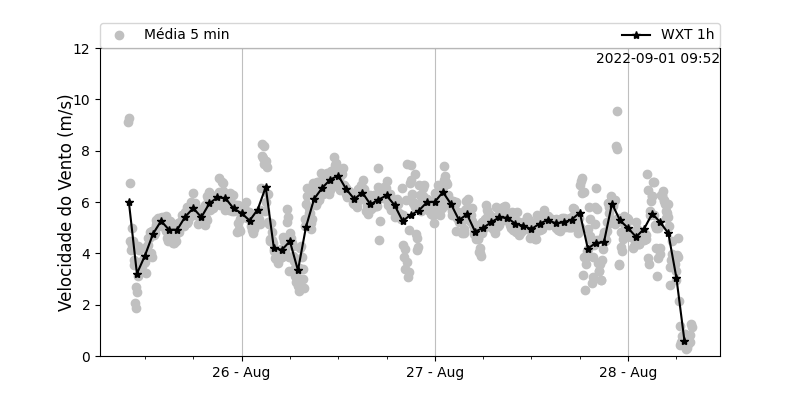 Média 5 min
WXT 1h
2022-09-01 09:52
Velocidade do Vento (m/s)
12
10
8
6
4
2
0
26 - Aug
27 - Aug
28 - Aug